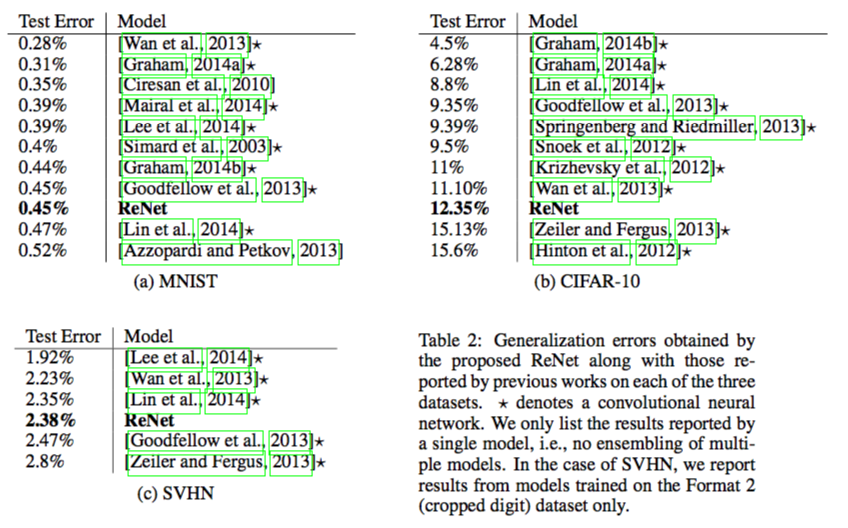 Test Error Model
0.28% [Wan et al., 2013]⋆
0.31% [Graham, 2014a]⋆
0.35% [Ciresan et al., 2010]
0.39% [Mairal et al., 2014]⋆
0.39% [Lee et al., 2014]⋆
0.4% [Simard et al., 2003]⋆
0.44% [Graham, 2014b]⋆
0.45% [Goodfellow et al., 2013]⋆
0.45% ReNet
0.47% [Lin et al., 2014]⋆
0.52% [Azzopardi and Petkov, 2013]
(a) MNIST
Test Error Model
4.5% [Graham, 2014b]⋆
6.28% [Graham, 2014a]⋆
8.8% [Lin et al., 2014]⋆
9.35% [Goodfellow et al., 2013]⋆
9.39% [Springenberg and Riedmiller, 2013]⋆
9.5% [Snoek et al., 2012]⋆
11% [Krizhevsky et al., 2012]⋆
11.10% [Wan et al., 2013]⋆
12.35% ReNet
15.13% [Zeiler and Fergus, 2013]⋆
15.6% [Hinton et al., 2012]⋆
(b) CIFAR-10
Test Error Model
1.92% [Lee et al., 2014]⋆
2.23% [Wan et al., 2013]⋆
2.35% [Lin et al., 2014]⋆
2.38% ReNet
2.47% [Goodfellow et al., 2013]⋆
2.8% [Zeiler and Fergus, 2013]⋆
(c) SVHN
Table 2: Generalization errors obtained by
the proposed ReNet along with those re-
ported by previous works on each of the three
datasets. ⋆ denotes a convolutional neural
network. We only list the results reported by
a single model, i.e., no ensembling of multi-
ple models. In the case of SVHN, we report
results from models trained on the Format 2
(cropped digit) dataset only.